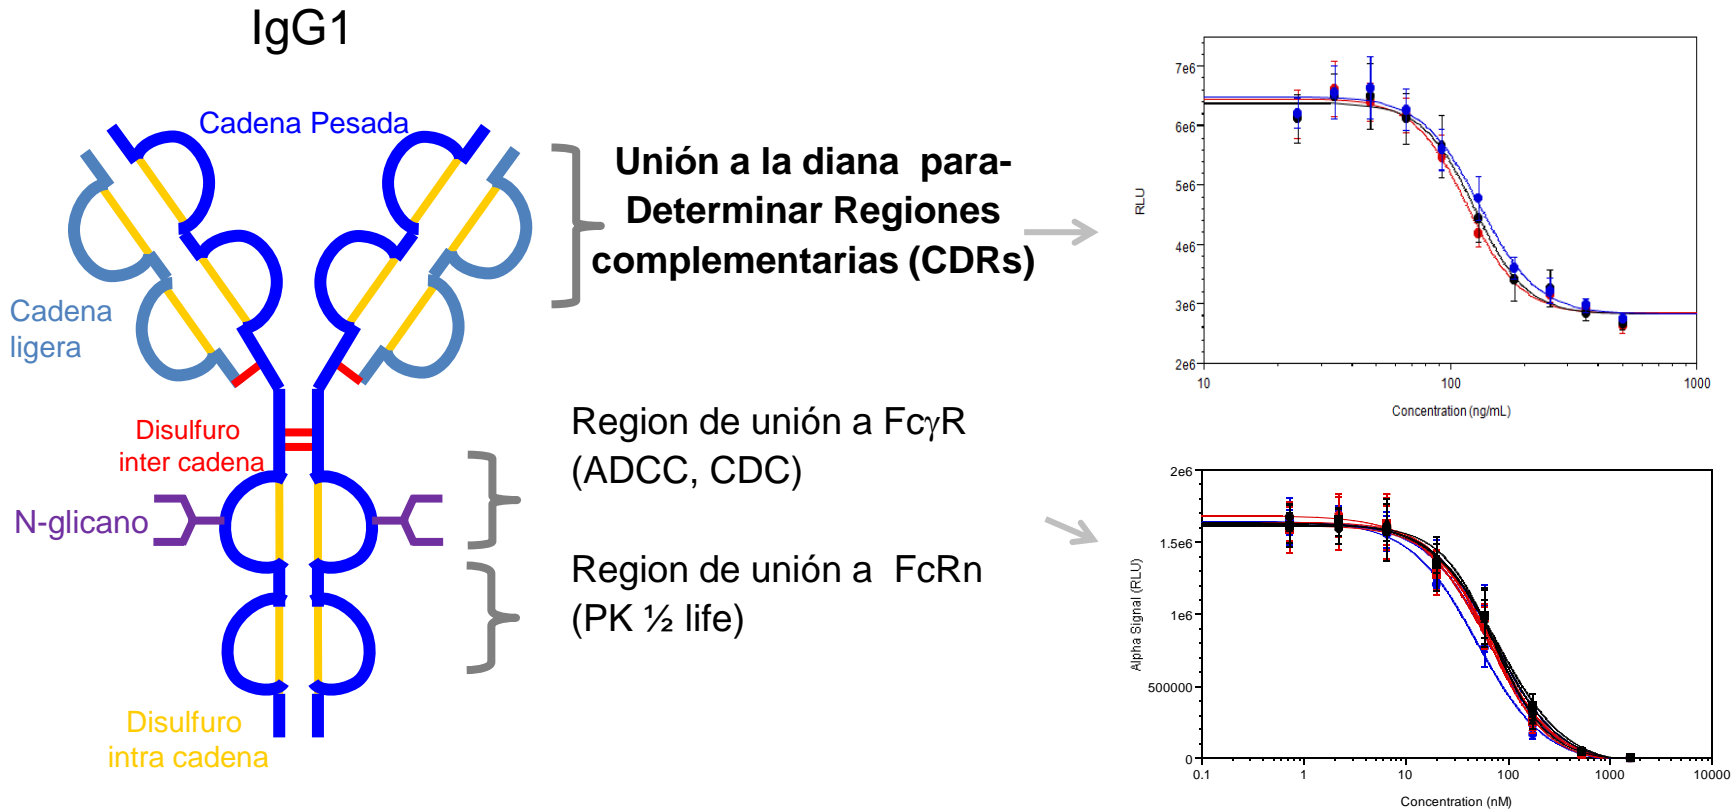 IgG1
Cadena Pesada
Cadena
ligera
Disulfuro
inter cadena
N-glicano
Disulfuro
intra cadena
Unión a la diana para-
Determinar Regiones
complementarias (CDRs)
Region de unión a FcγR
(ADCC, CDC)
Region de unión a FcRn
(PK ½ life)
7e6
6e6
5e6
4e6
3e6
2e6
RLU
10
100
1000
Concentration (ng/mL)
2e6
1.5e6
1e6
500000
0
Alpha Signal (RLU)
0.1
1
10
100
1000
10000
Concentration (nM)